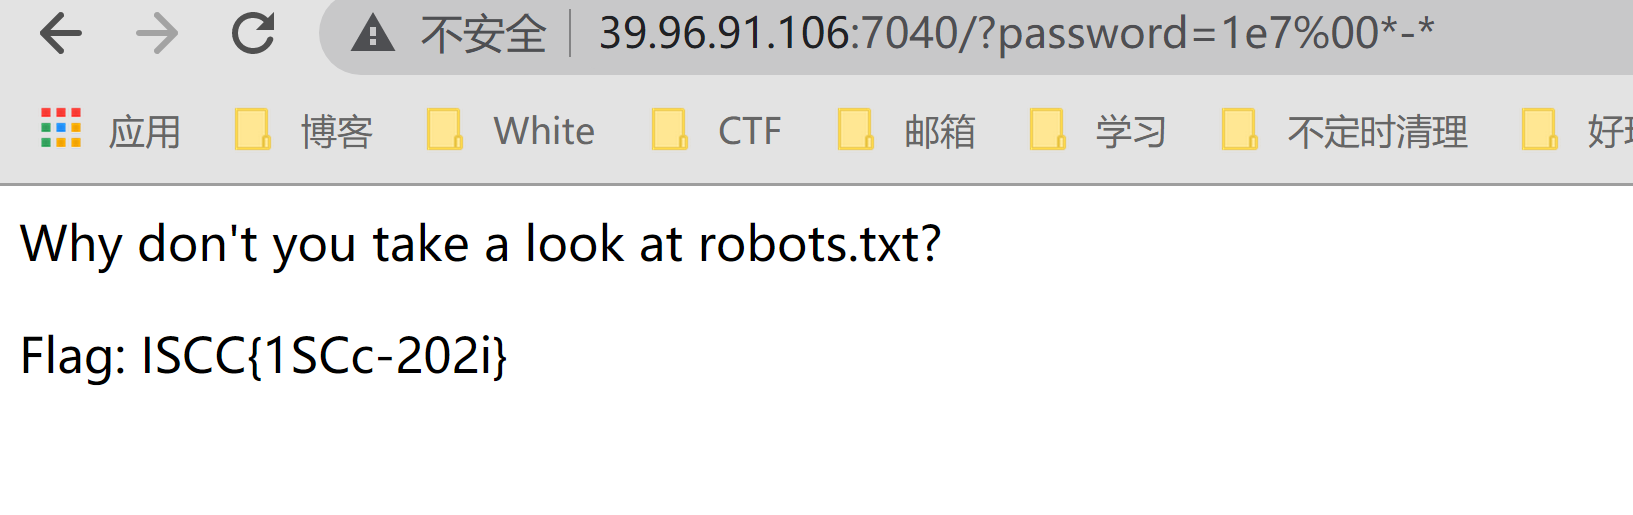 不安全 39.96.91.106:7040/?password=1e7%00*-*
应用 博客 White CTF 邮箱 学习 不定时清理
Why don't you take a look at robots.txt?
Flag: ISCC{1SCc-202i}